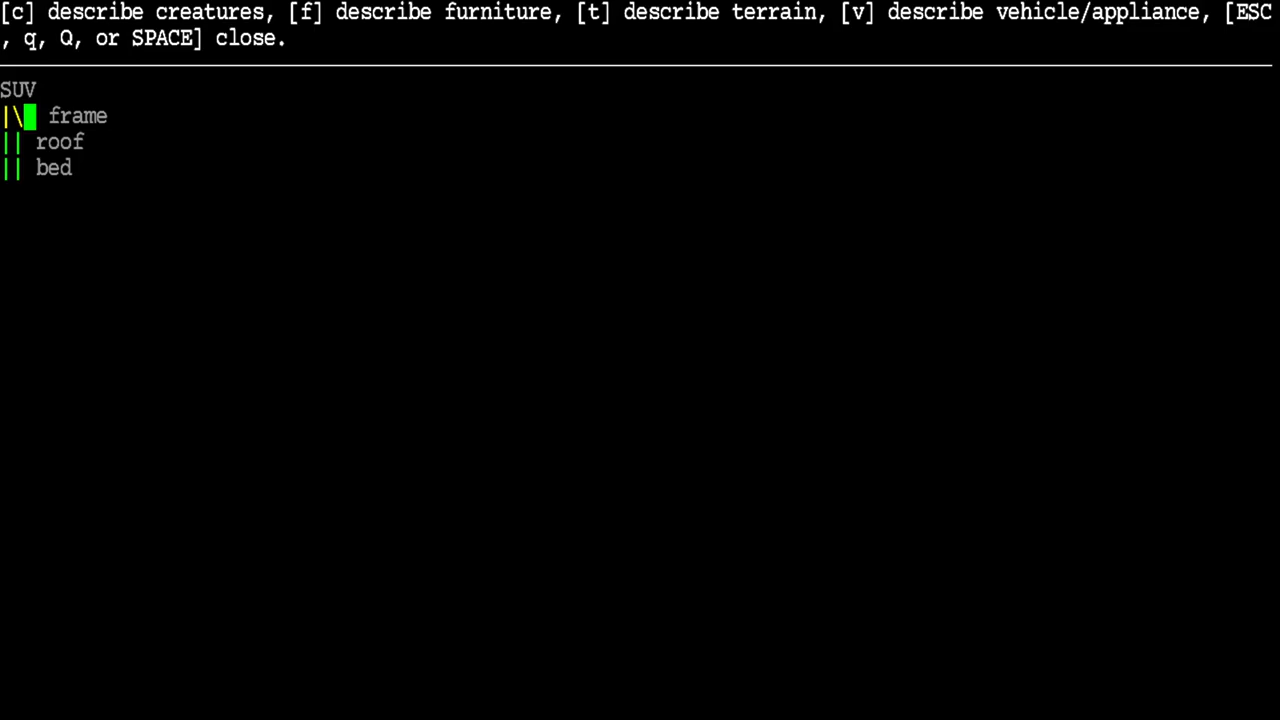 [c] describe creatures, [f] describe furniture, [t] describe terrain, [v] describe vehicle/appliance, [ESC
, q, Q, or SPACE] close.
SUV
|\█ frame
|| roof
|| bed